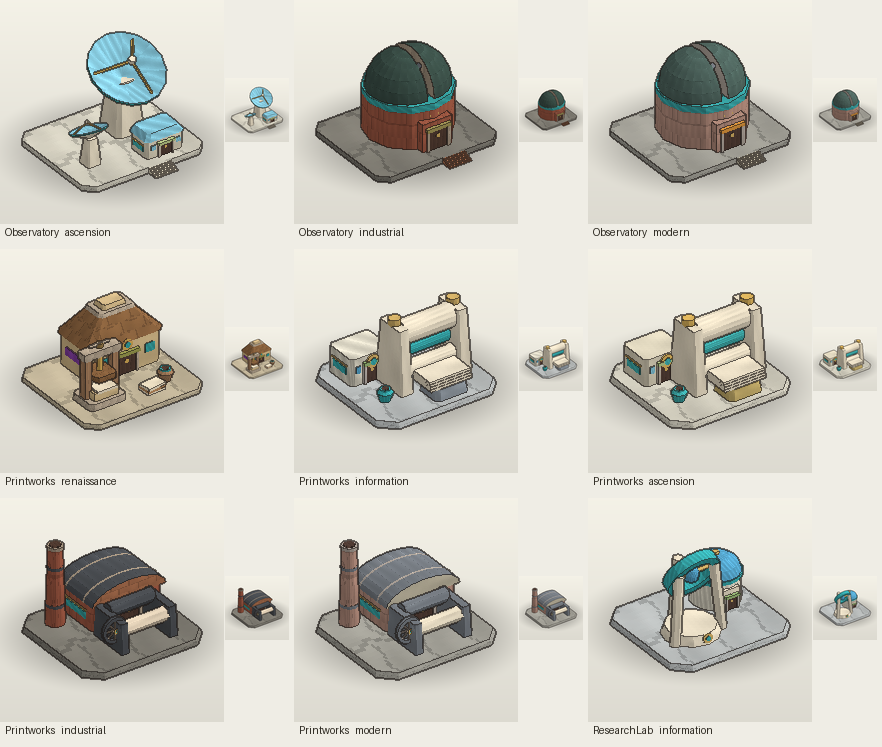 Observatory ascension
Observatory industrial
Observatory modern
Printworks renaissance
Printworks information
Printworks ascension
Printworks industrial
Printworks modern
ResearchLab information